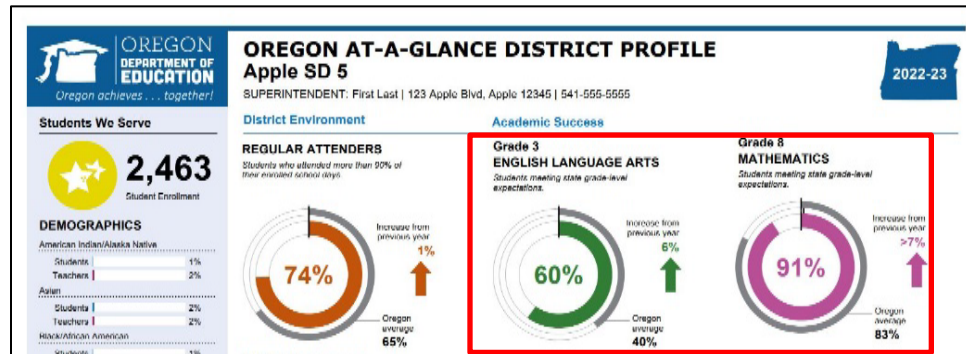 OREGON
DEPARTMENT OF
EDUCATION
Oregon achieves . . . together!
OREGON AT-A-GLANCE DISTRICT PROFILE
Apple SD 5
SUPERINTENDENT: First Last | 123 Apple Blvd, Apple 12345 | 541-555-5555
2022-23
Students We Serve
2,463
Student Enrollment
DEMOGRAPHICS
American Indian/Alaska Native
Students 1%
Teachers 2%
Asian
Students 2%
Teachers 2%
Black/African American
Students 1%
District Environment
REGULAR ATTENDERS
Students who attended more than 90% of
their enrolled school days.
74%
Increase from
previous year
1%
Oregon
average
65%
Academic Success
Grade 3
ENGLISH LANGUAGE ARTS
Students meeting state grade-level
expectations.
60%
Increase from
previous year
6%
Oregon
average
40%
Grade 8
MATHEMATICS
Students meeting state grade-level
expectations.
91%
Increase from
previous year
>7%
Oregon
average
83%